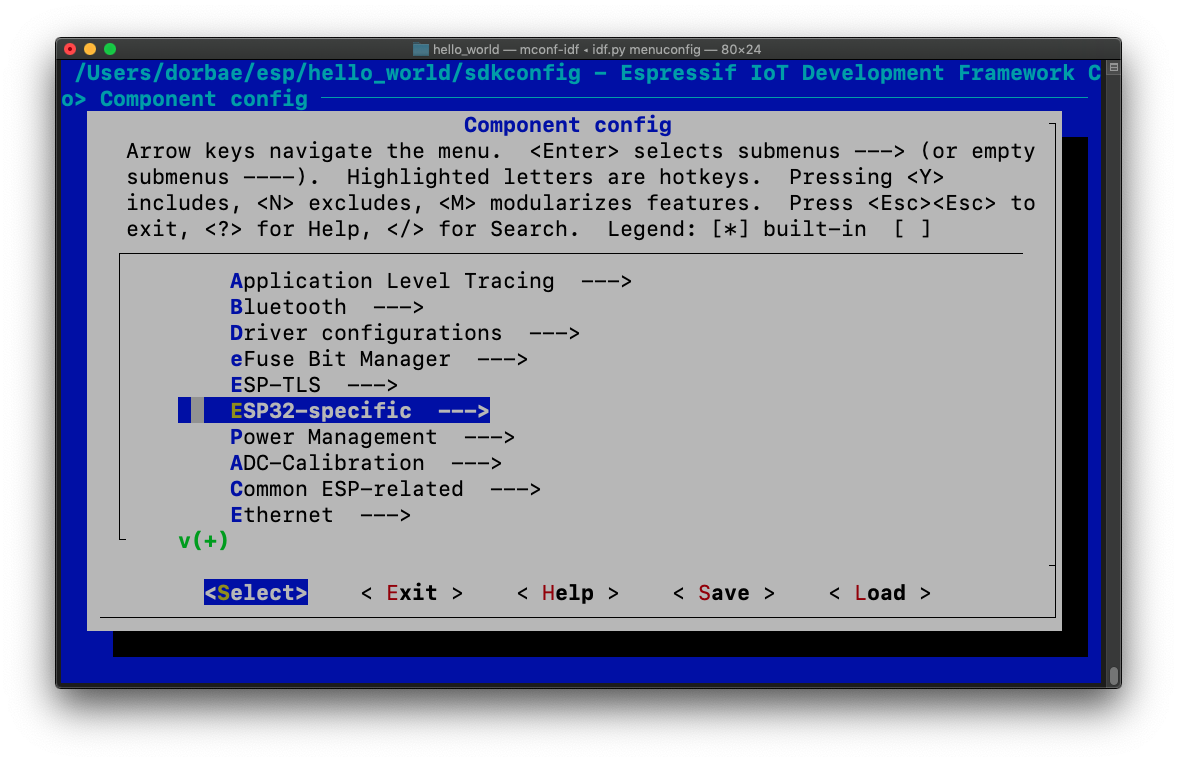 hello_world — mconf-idf ◂ idf.py menuconfig — 80×24
/Users/dorbae/esp/hello_world/sdkconfig - Espressif IoT Development Framework C
o> Component config
Component config
Arrow keys navigate the menu.  <Enter> selects submenus ---> (or empty
submenus ----).  Highlighted letters are hotkeys.  Pressing <Y>
includes, <N> excludes, <M> modularizes features.  Press <Esc><Esc> to
exit, <?> for Help, </> for Search.  Legend: [*] built-in  [ ]
Application Level Tracing  --->
Bluetooth  --->
Driver configurations  --->
eFuse Bit Manager  --->
ESP-TLS  --->
ESP32-specific  --->
Power Management  --->
ADC-Calibration  --->
Common ESP-related  --->
Ethernet  --->
v(+)
<Select>    < Exit >    < Help >    < Save >    < Load >